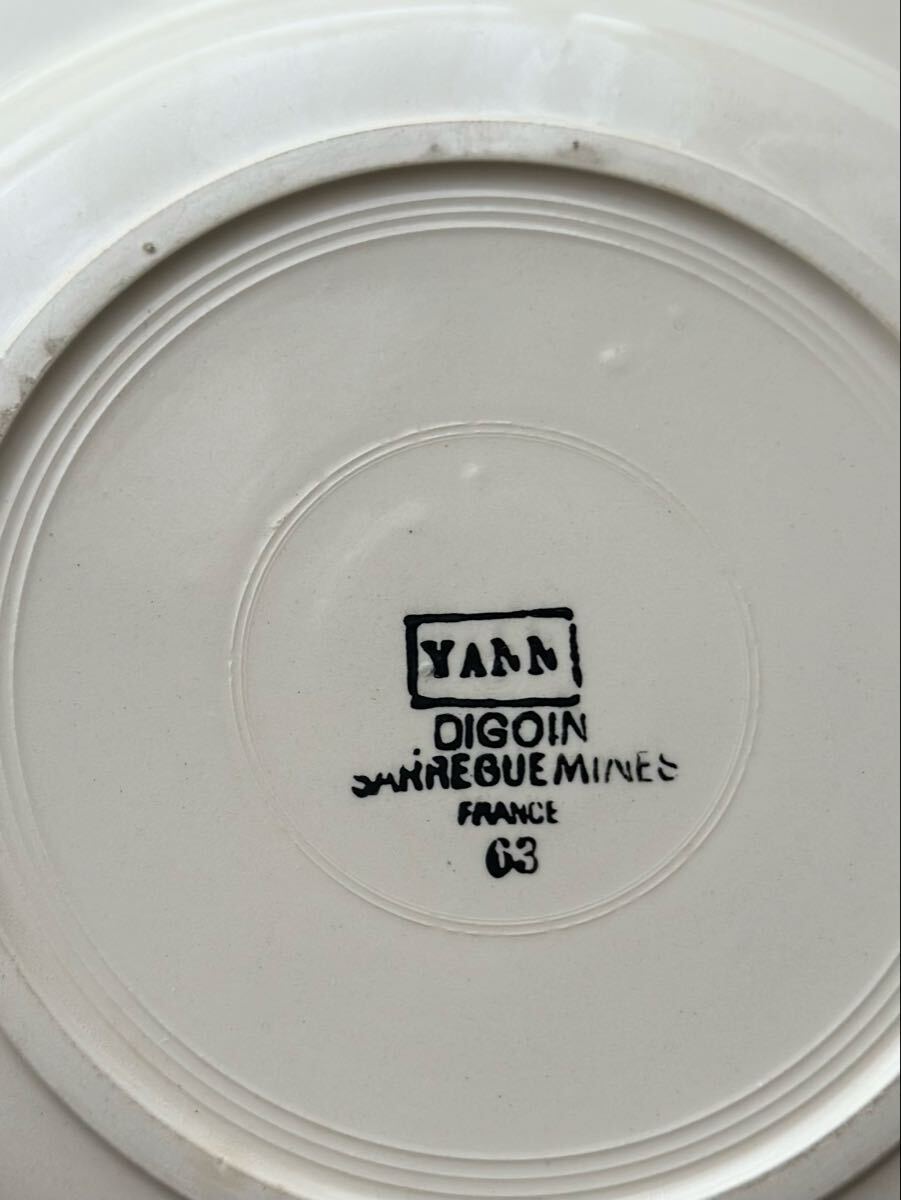 YANN
DIGOIN
SARREGUEMINES
FRANCE
63